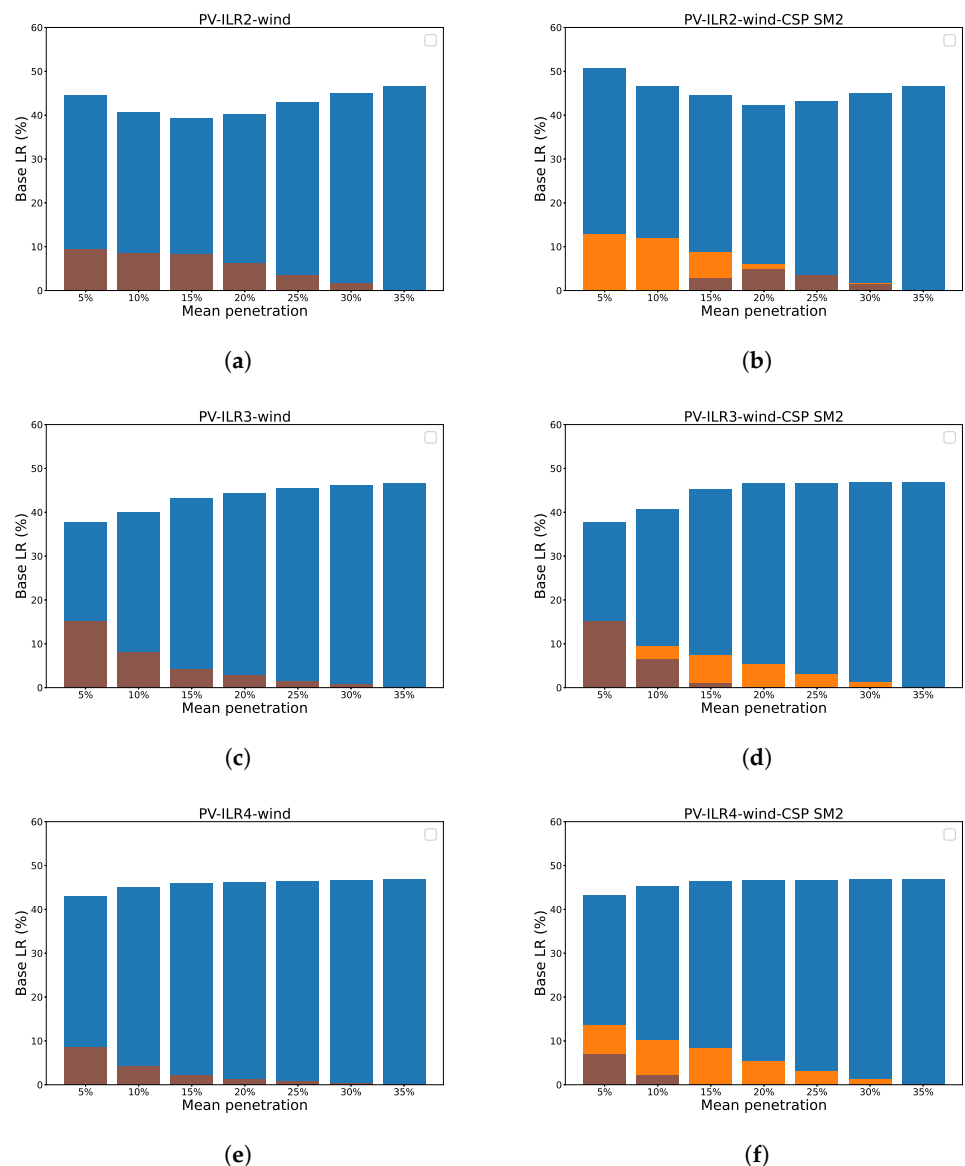 PV-ILR2-wind
60
50
40
30
20
10
0
Base LR (%)
5% 10% 15% 20% 25% 30% 35%
Mean penetration
(a)
PV-ILR2-wind-CSP SM2
60
50
40
30
20
10
0
Base LR (%)
5% 10% 15% 20% 25% 30% 35%
Mean penetration
(b)
PV-ILR3-wind
60
50
40
30
20
10
0
Base LR (%)
5% 10% 15% 20% 25% 30% 35%
Mean penetration
(c)
PV-ILR3-wind-CSP SM2
60
50
40
30
20
10
0
Base LR (%)
5% 10% 15% 20% 25% 30% 35%
Mean penetration
(d)
PV-ILR4-wind
60
50
40
30
20
10
0
Base LR (%)
5% 10% 15% 20% 25% 30% 35%
Mean penetration
(e)
PV-ILR4-wind-CSP SM2
60
50
40
30
20
10
0
Base LR (%)
5% 10% 15% 20% 25% 30% 35%
Mean penetration
(f)